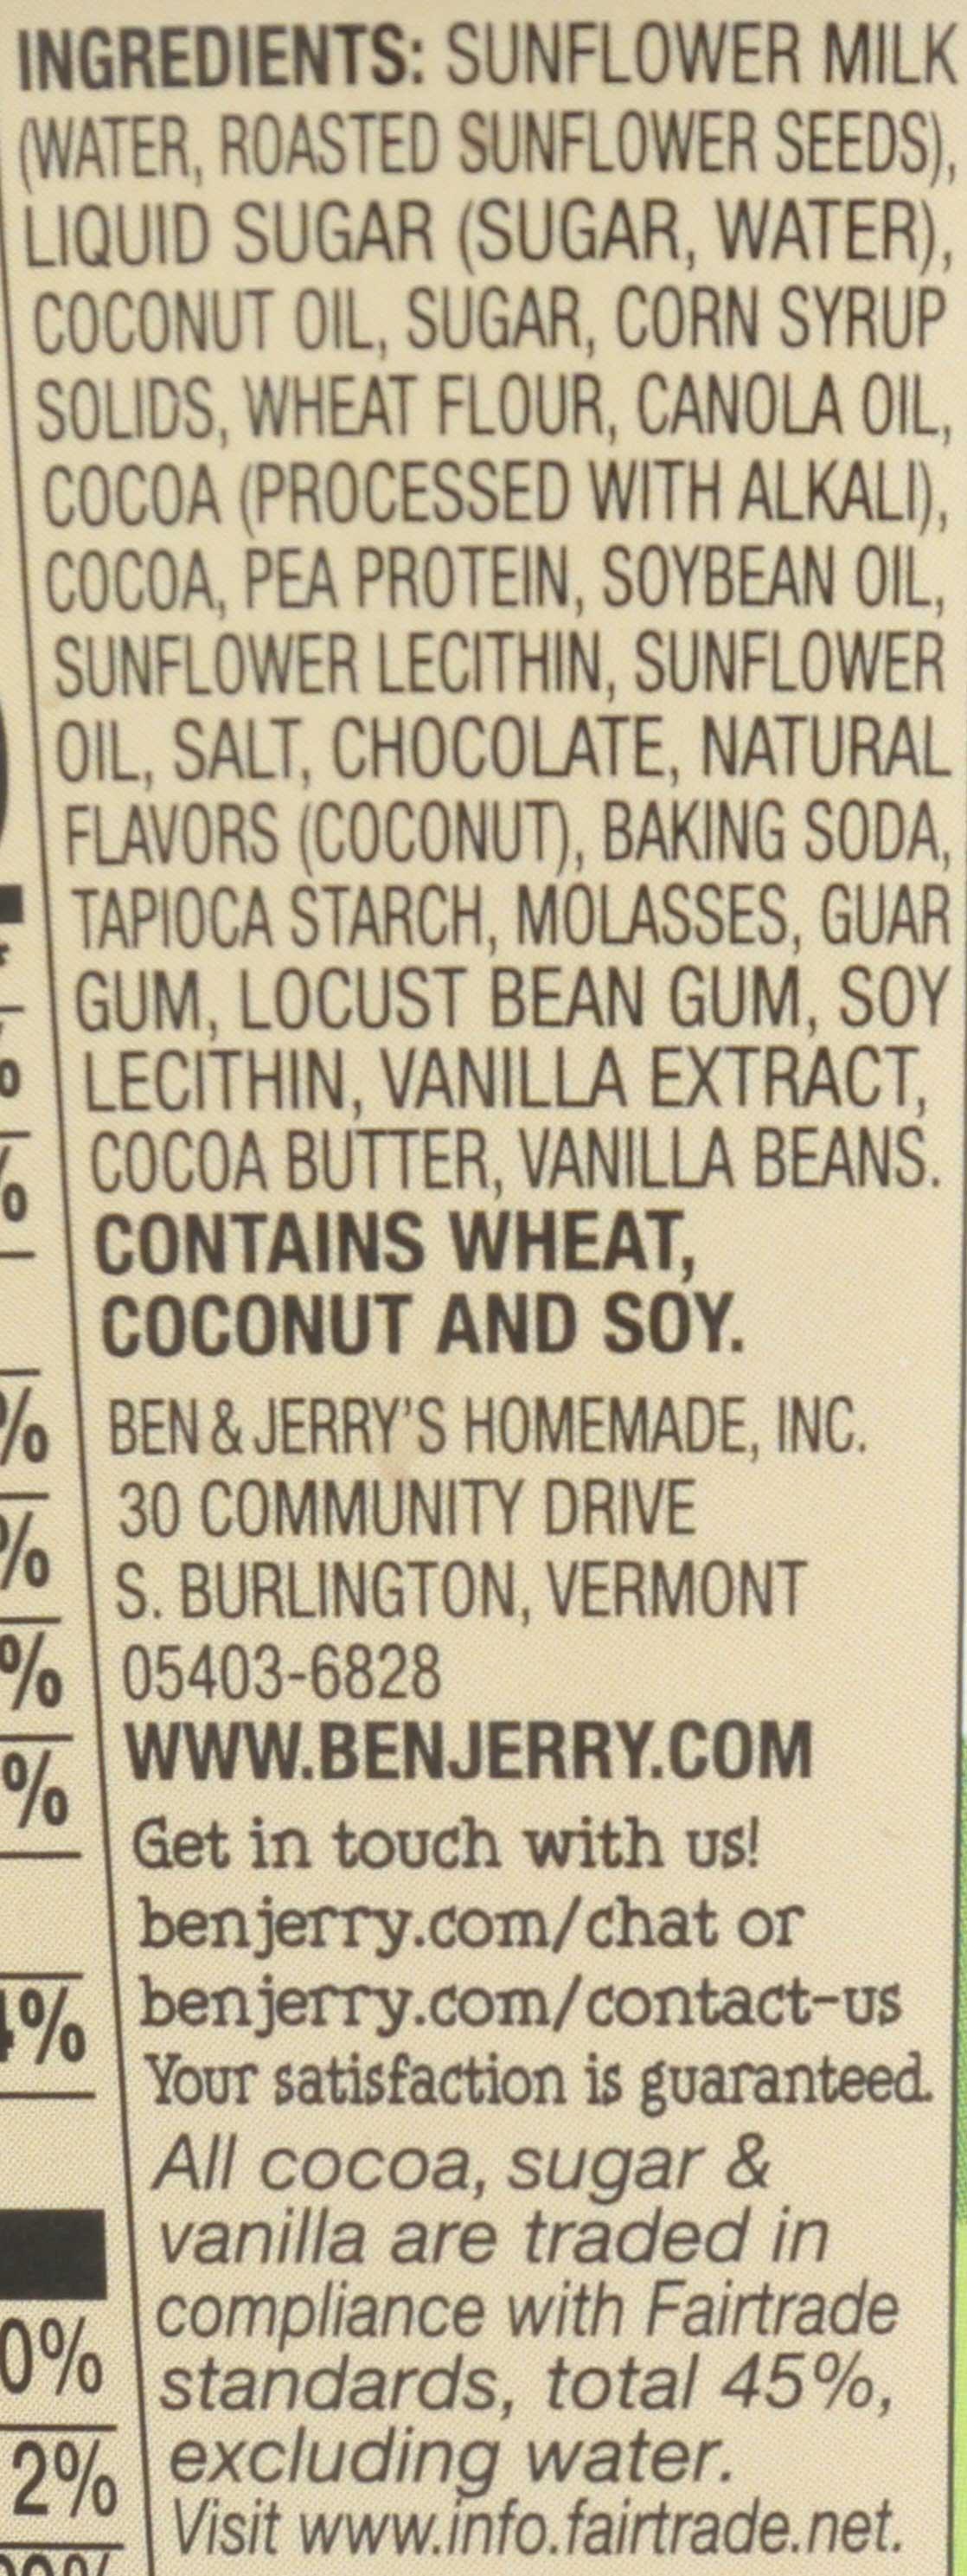 INGREDIENTS: SUNFLOWER MILK
(WATER, ROASTED SUNFLOWER SEEDS),
LIQUID SUGAR (SUGAR, WATER),
COCONUT OIL, SUGAR, CORN SYRUP
SOLIDS, WHEAT FLOUR, CANOLA OIL,
COCOA (PROCESSED WITH ALKALI),
COCOA, PEA PROTEIN, SOYBEAN OIL,
SUNFLOWER LECITHIN, SUNFLOWER
OIL, SALT, CHOCOLATE, NATURAL
FLAVORS (COCONUT), BAKING SODA,
TAPIOCA STARCH, MOLASSES, GUAR
GUM, LOCUST BEAN GUM, SOY
LECITHIN, VANILLA EXTRACT,
COCOA BUTTER, VANILLA BEANS.
CONTAINS WHEAT,
COCONUT AND SOY.
BEN & JERRY'S HOMEMADE, INC.
30 COMMUNITY DRIVE
S. BURLINGTON, VERMONT
05403-6828
WWW.BENJERRY.COM
Get in touch with us!
benjerry.com/chat or
benjerry.com/contact-us
Your satisfaction is guaranteed.
All cocoa, sugar &
vanilla are traded in
compliance with Fairtrade
standards, total 45%,
excluding water.
Visit www.info.fairtrade.net.